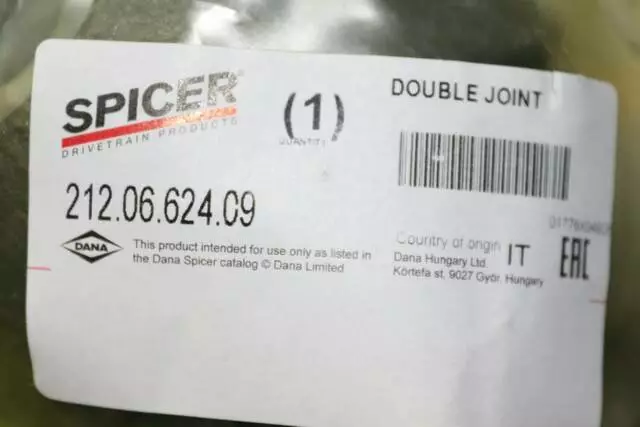 SPICER®
DRIVETRAIN PRODUCTS
(1)
QUANTITY
DOUBLE JOINT
212.06.624.09
DANA
This product intended for use only as listed in
the Dana Spicer catalog © Dana Limited
Country of origin IT
Dana Hungary Ltd.
Körtefa st, 9027 Győr, Hungary
EAC